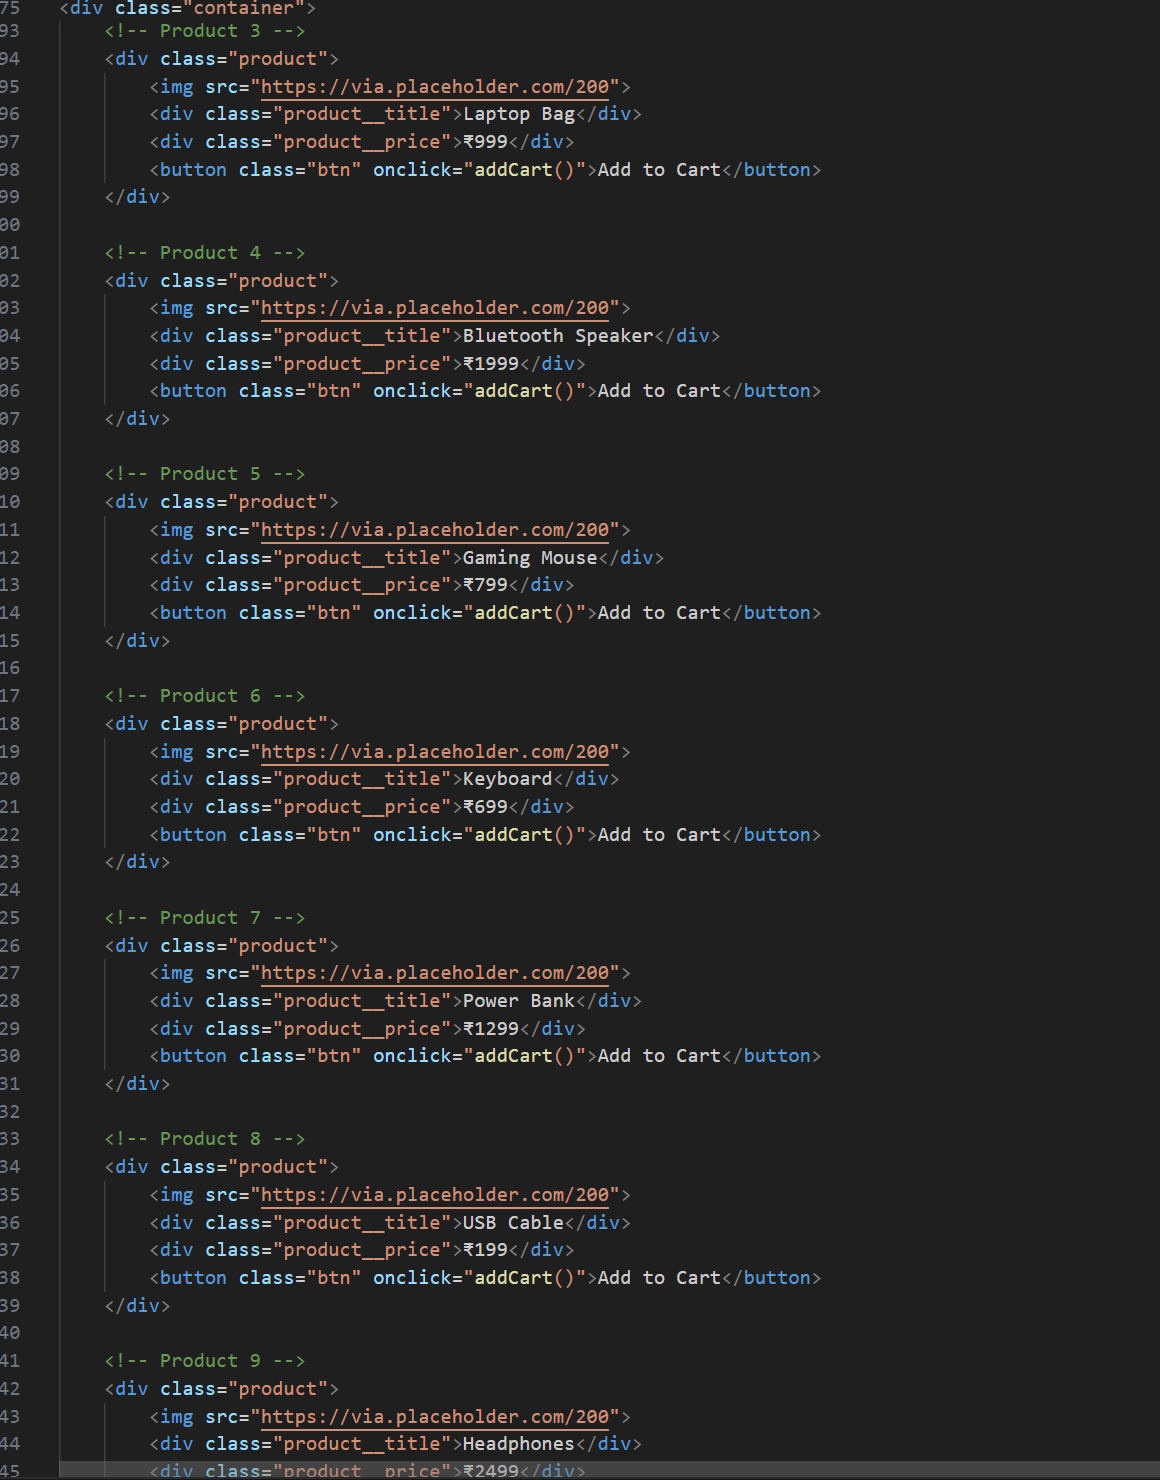 75 <div class="container">
93 <!-- Product 3 -->
94 <div class="product">
95 <img src="https://via.placeholder.com/200">
96 <div class="product__title">Laptop Bag</div>
97 <div class="product__price">₹999</div>
98 <button class="btn" onclick="addCart()">Add to Cart</button>
99 </div>
00
01 <!-- Product 4 -->
02 <div class="product">
03 <img src="https://via.placeholder.com/200">
04 <div class="product__title">Bluetooth Speaker</div>
05 <div class="product__price">₹1999</div>
06 <button class="btn" onclick="addCart()">Add to Cart</button>
07 </div>
08
09 <!-- Product 5 -->
10 <div class="product">
11 <img src="https://via.placeholder.com/200">
12 <div class="product__title">Gaming Mouse</div>
13 <div class="product__price">₹799</div>
14 <button class="btn" onclick="addCart()">Add to Cart</button>
15 </div>
16
17 <!-- Product 6 -->
18 <div class="product">
19 <img src="https://via.placeholder.com/200">
20 <div class="product__title">Keyboard</div>
21 <div class="product__price">₹699</div>
22 <button class="btn" onclick="addCart()">Add to Cart</button>
23 </div>
24
25 <!-- Product 7 -->
26 <div class="product">
27 <img src="https://via.placeholder.com/200">
28 <div class="product__title">Power Bank</div>
29 <div class="product__price">₹1299</div>
30 <button class="btn" onclick="addCart()">Add to Cart</button>
31 </div>
32
33 <!-- Product 8 -->
34 <div class="product">
35 <img src="https://via.placeholder.com/200">
36 <div class="product__title">USB Cable</div>
37 <div class="product__price">₹199</div>
38 <button class="btn" onclick="addCart()">Add to Cart</button>
39 </div>
40
41 <!-- Product 9 -->
42 <div class="product">
43 <img src="https://via.placeholder.com/200">
44 <div class="product__title">Headphones</div>
45 <div class="product__price">₹2499</div>